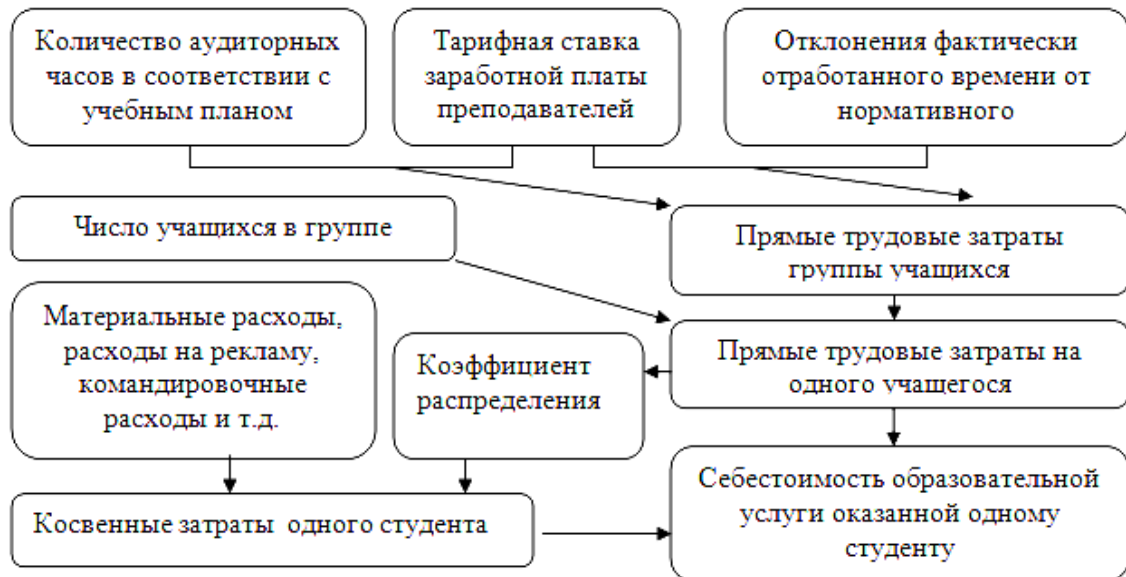 Количество аудиторных
часов в соответствии с
учебным планом
Тарифная ставка
заработной платы
преподавателей
Отклонения фактически
отработанного времени от
нормативного
Число учащихся в группе
Прямые трудовые затраты
группы учащихся
Материальные расходы,
расходы на рекламу,
командировочные
расходы и т.д.
Коэффициент
распределения
Прямые трудовые затраты на
одного учащегося
Косвенные затраты одного студента
Себестоимость образовательной
услуги оказанной одному
студенту